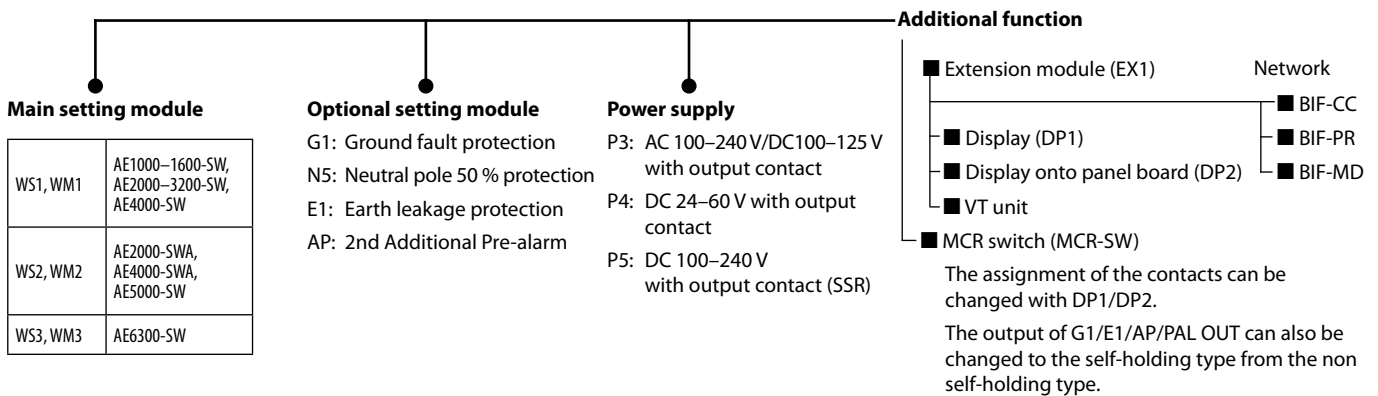 Additional function
Main setting module
WS1, WM1
AE1000–1600-SW,
AE2000–3200-SW,
AE4000-SW
WS2, WM2
AE2000-SWA,
AE4000-SWA,
AE5000-SW
WS3, WM3
AE6300-SW
Optional setting module
G1: Ground fault protection
N5: Neutral pole 50 % protection
E1: Earth leakage protection
AP: 2nd Additional Pre-alarm
Power supply
P3: AC 100–240 V/DC100–125 V
with output contact
P4: DC 24–60 V with output
contact
P5: DC 100–240 V
with output contact (SSR)
Extension module (EX1)
Network
BIF-CC
Display (DP1)
BIF-PR
Display onto panel board (DP2)
BIF-MD
VT unit
MCR switch (MCR-SW)
The assignment of the contacts can be
changed with DP1/DP2.
The output of G1/E1/AP/PAL OUT can also be
changed to the self-holding type from the non
self-holding type.